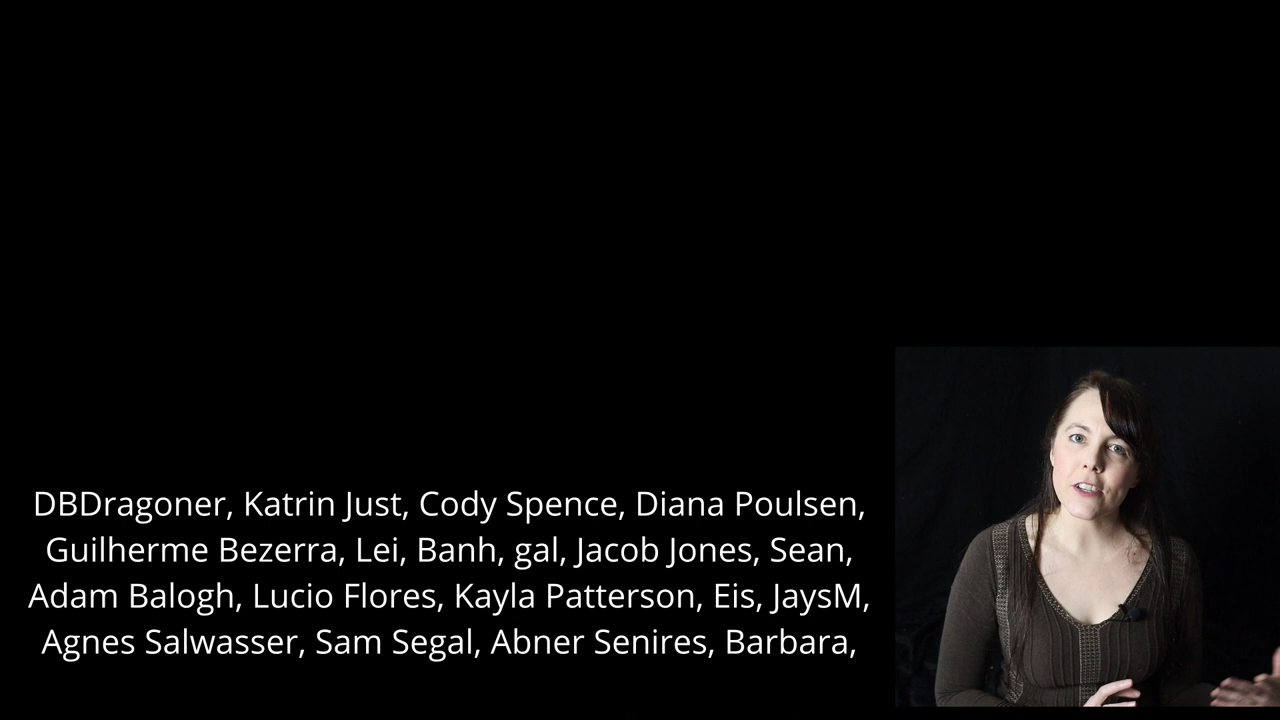 DBDragoner, Katrin Just, Cody Spence, Diana Poulsen,
Guilherme Bezerra, Lei, Banh, gal, Jacob Jones, Sean,
Adam Balogh, Lucio Flores, Kayla Patterson, Eis, JaysM,
Agnes Salwasser, Sam Segal, Abner Senires, Barbara,